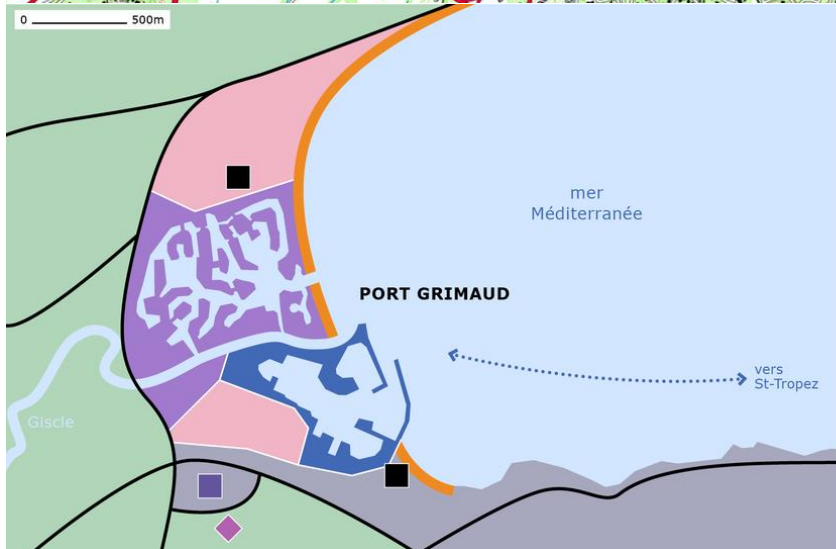 0 500m
mer
Méditerranée
PORT GRIMAUD
vers
St-Tropez
Giscle